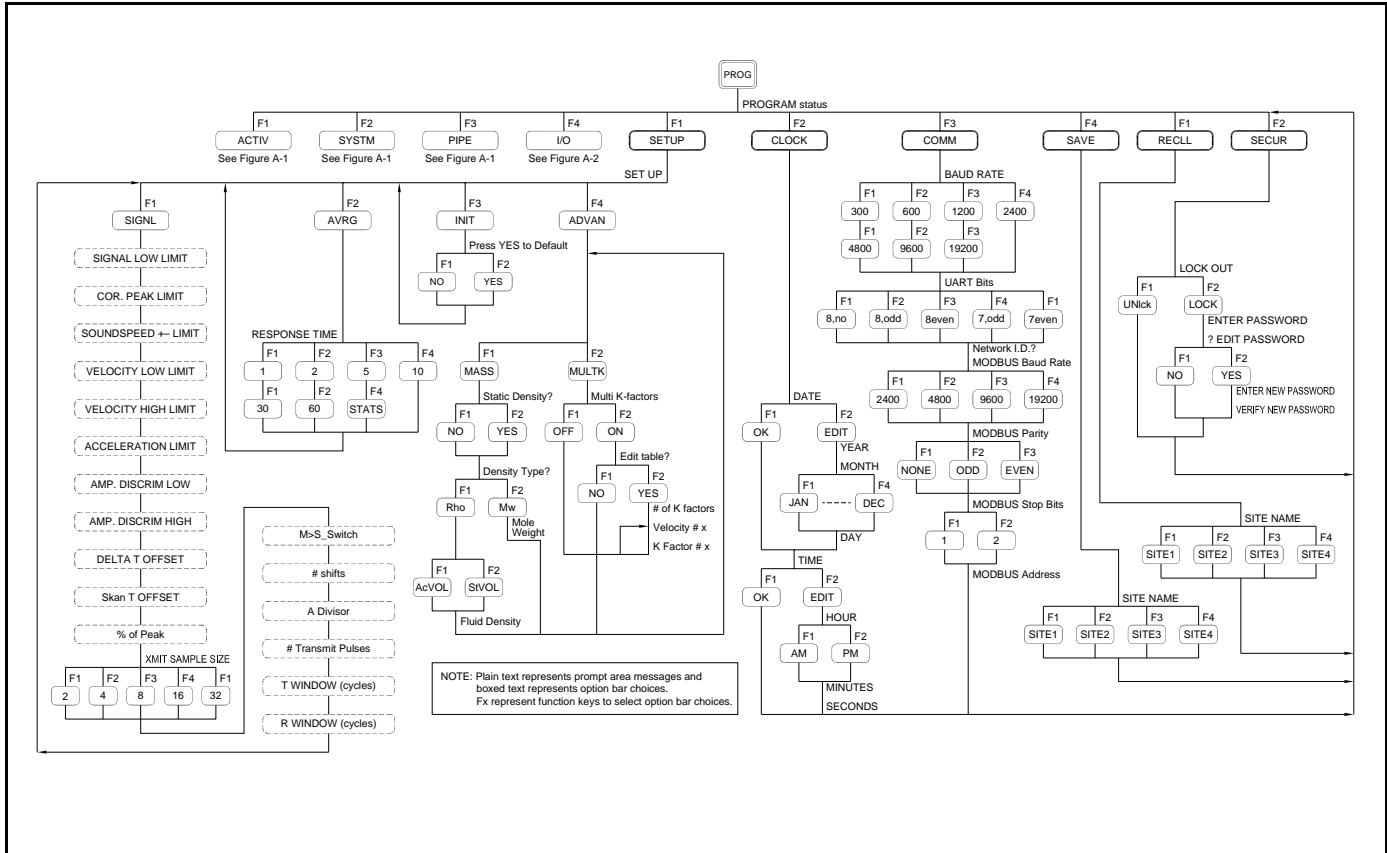 PROG
PROGRAM status
F1 F2 F3 F4 F1 F2 F3 F4 F1 F2
ACTIV SYSTM PIPE I/O SETUP CLOCK COMM SAVE RECLL SECUR
See Figure A-1 See Figure A-1 See Figure A-1 See Figure A-2
SET UP
F1 F2 F3 F4
SIGNL AVRG INIT ADVAN
SIGNAL LOW LIMIT
COR. PEAK LIMIT
SOUNDSPEED +− LIMIT
VELOCITY LOW LIMIT
VELOCITY HIGH LIMIT
ACCELERATION LIMIT
AMP. DISCRIM LOW
AMP. DISCRIM HIGH
DELTA T OFFSET
Skan T OFFSET
% of Peak
XMIT SAMPLE SIZE
F1 F2 F3 F4 F1
2 4 8 16 32
M>S_Switch
# shifts
A Divisor
# Transmit Pulses
T WINDOW (cycles)
R WINDOW (cycles)
RESPONSE TIME
F1 F2 F3 F4
1 2 5 10
F1 F2 F4
30 60 STATS
Press YES to Default
F1 F2
NO YES
F1 F2
MASS MULTK
Static Density?
NO YES
Density Type?
F1 F2
Rho Mw
Mole
Weight
F1 F2
AcVOL StVOL
Fluid Density
Multi K-factors
F1 F2
OFF ON
Edit table?
F1 F2
NO YES
# of K factors
Velocity # x
K Factor # x
NOTE: Plain text represents prompt area messages and
boxed text represents option bar choices.
Fx represent function keys to select option bar choices.
DATE
F1 F2
OK EDIT
YEAR
MONTH
F1 F4
JAN ---- DEC
DAY
TIME
F1 F2
OK EDIT
HOUR
F1 F2
AM PM
MINUTES
SECONDS
BAUD RATE
F1 F2 F3 F4
300 600 1200 2400
F1 F2 F3
4800 9600 19200
UART Bits
F1 F2 F3 F4 F1
8,no 8,odd 8even 7,odd 7even
Network I.D.?
MODBUS Baud Rate
F1 F2 F3 F4
2400 4800 9600 19200
MODBUS Parity
F1 F2 F3
NONE ODD EVEN
MODBUS Stop Bits
F1 F2
1 2
MODBUS Address
SITE NAME
F1 F2 F3 F4
SITE1 SITE2 SITE3 SITE4
SITE NAME
F1 F2 F3 F4
SITE1 SITE2 SITE3 SITE4
LOCK OUT
F1 F2
UNlck LOCK
ENTER PASSWORD
? EDIT PASSWORD
F1 F2
NO YES
ENTER NEW PASSWORD
VERIFY NEW PASSWORD